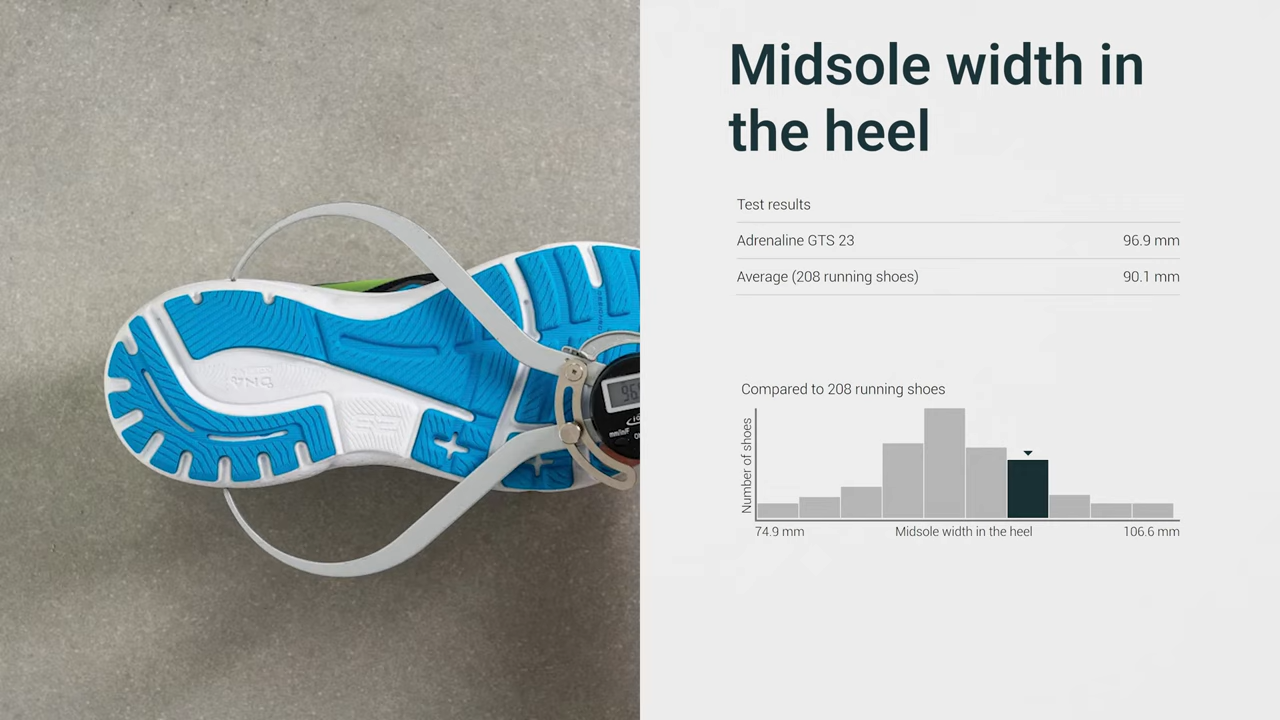 Midsole width in
the heel
Test results
Adrenaline GTS 23 96.9 mm
Average (208 running shoes) 90.1 mm
Compared to 208 running shoes
Number of shoes
74.9 mm Midsole width in the heel 106.6 mm
DNA